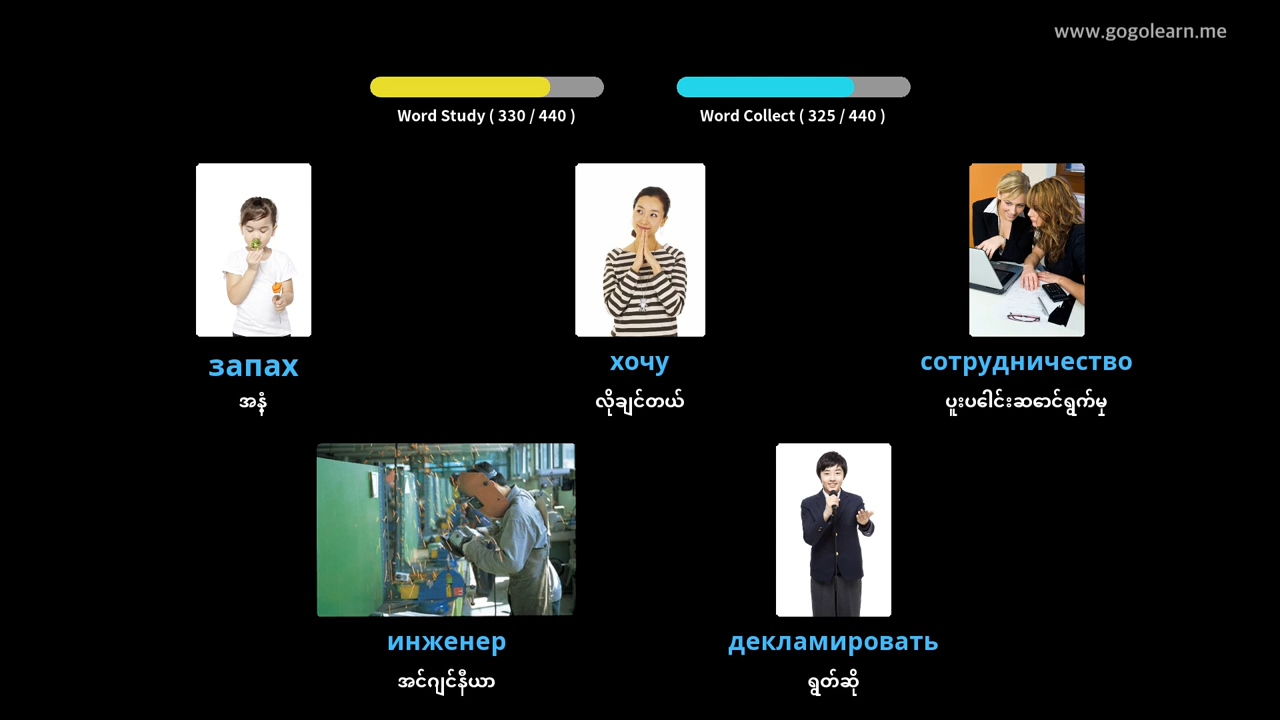 www.gogolearn.me
Word Study ( 330 / 440 )
Word Collect ( 325 / 440 )
запах
အနံ့
хочу
လိုချင်တယ်
сотрудничество
ပူးပေါင်းဆောင်ရွက်မှု
инженер
အင်ဂျင်နီယာ
декламировать
ရွတ်ဆို